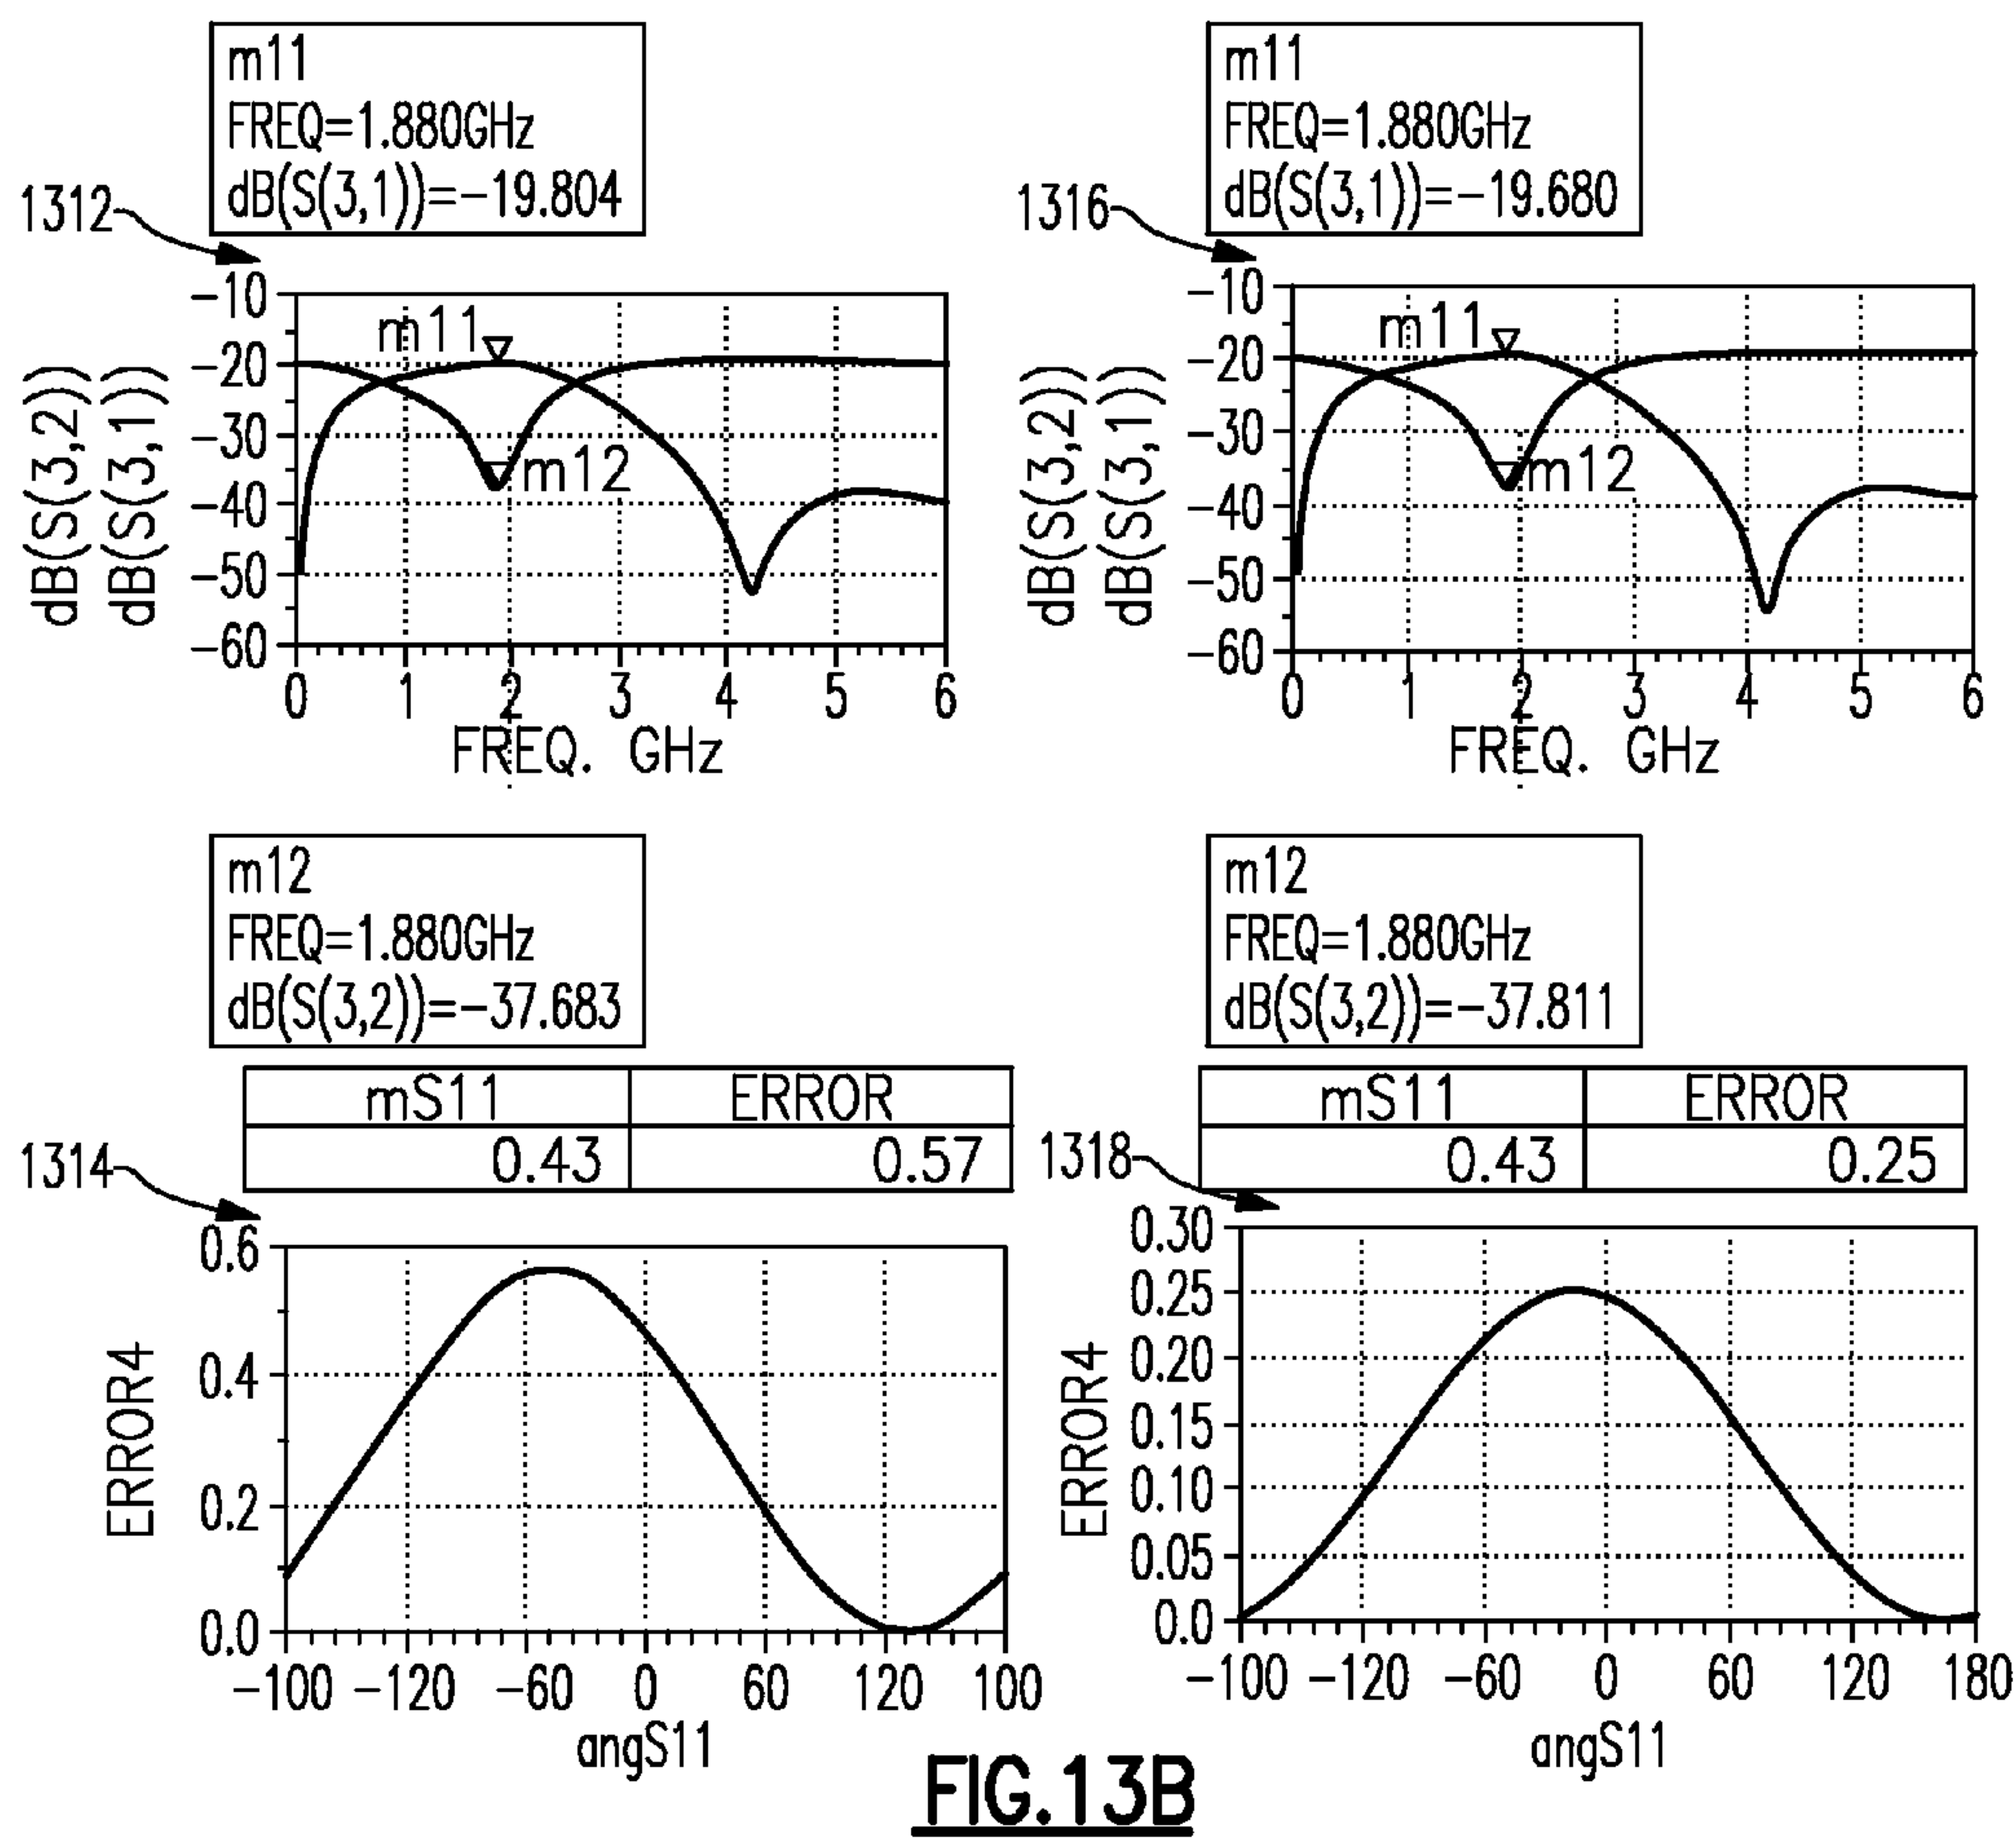 m11
FREQ=1.880GHz
dB(S(3,1))=-19.804
1312
dB(S(3,2))
dB(S(3,1))
-10
-20
-30
-40
-50
-60
m11
m12
0 1 2 3 4 5 6
FREQ. GHz
m11
FREQ=1.880GHz
dB(S(3,1))=-19.680
1316
dB(S(3,2))
dB(S(3,1))
-10
-20
-30
-40
-50
-60
m11
m12
0 1 2 3 4 5 6
FREQ. GHz
m12
FREQ=1.880GHz
dB(S(3,2))=-37.683
mS11 ERROR
0.43 0.57
1314
ERROR4
0.6
0.4
0.2
0.0
-100 -120 -60 0 60 120 100
angS11
m12
FREQ=1.880GHz
dB(S(3,2))=-37.811
mS11 ERROR
0.43 0.25
1318
ERROR4
0.30
0.25
0.20
0.15
0.10
0.05
0.0
-100 -120 -60 0 60 120 180
angS11
FIG.13B